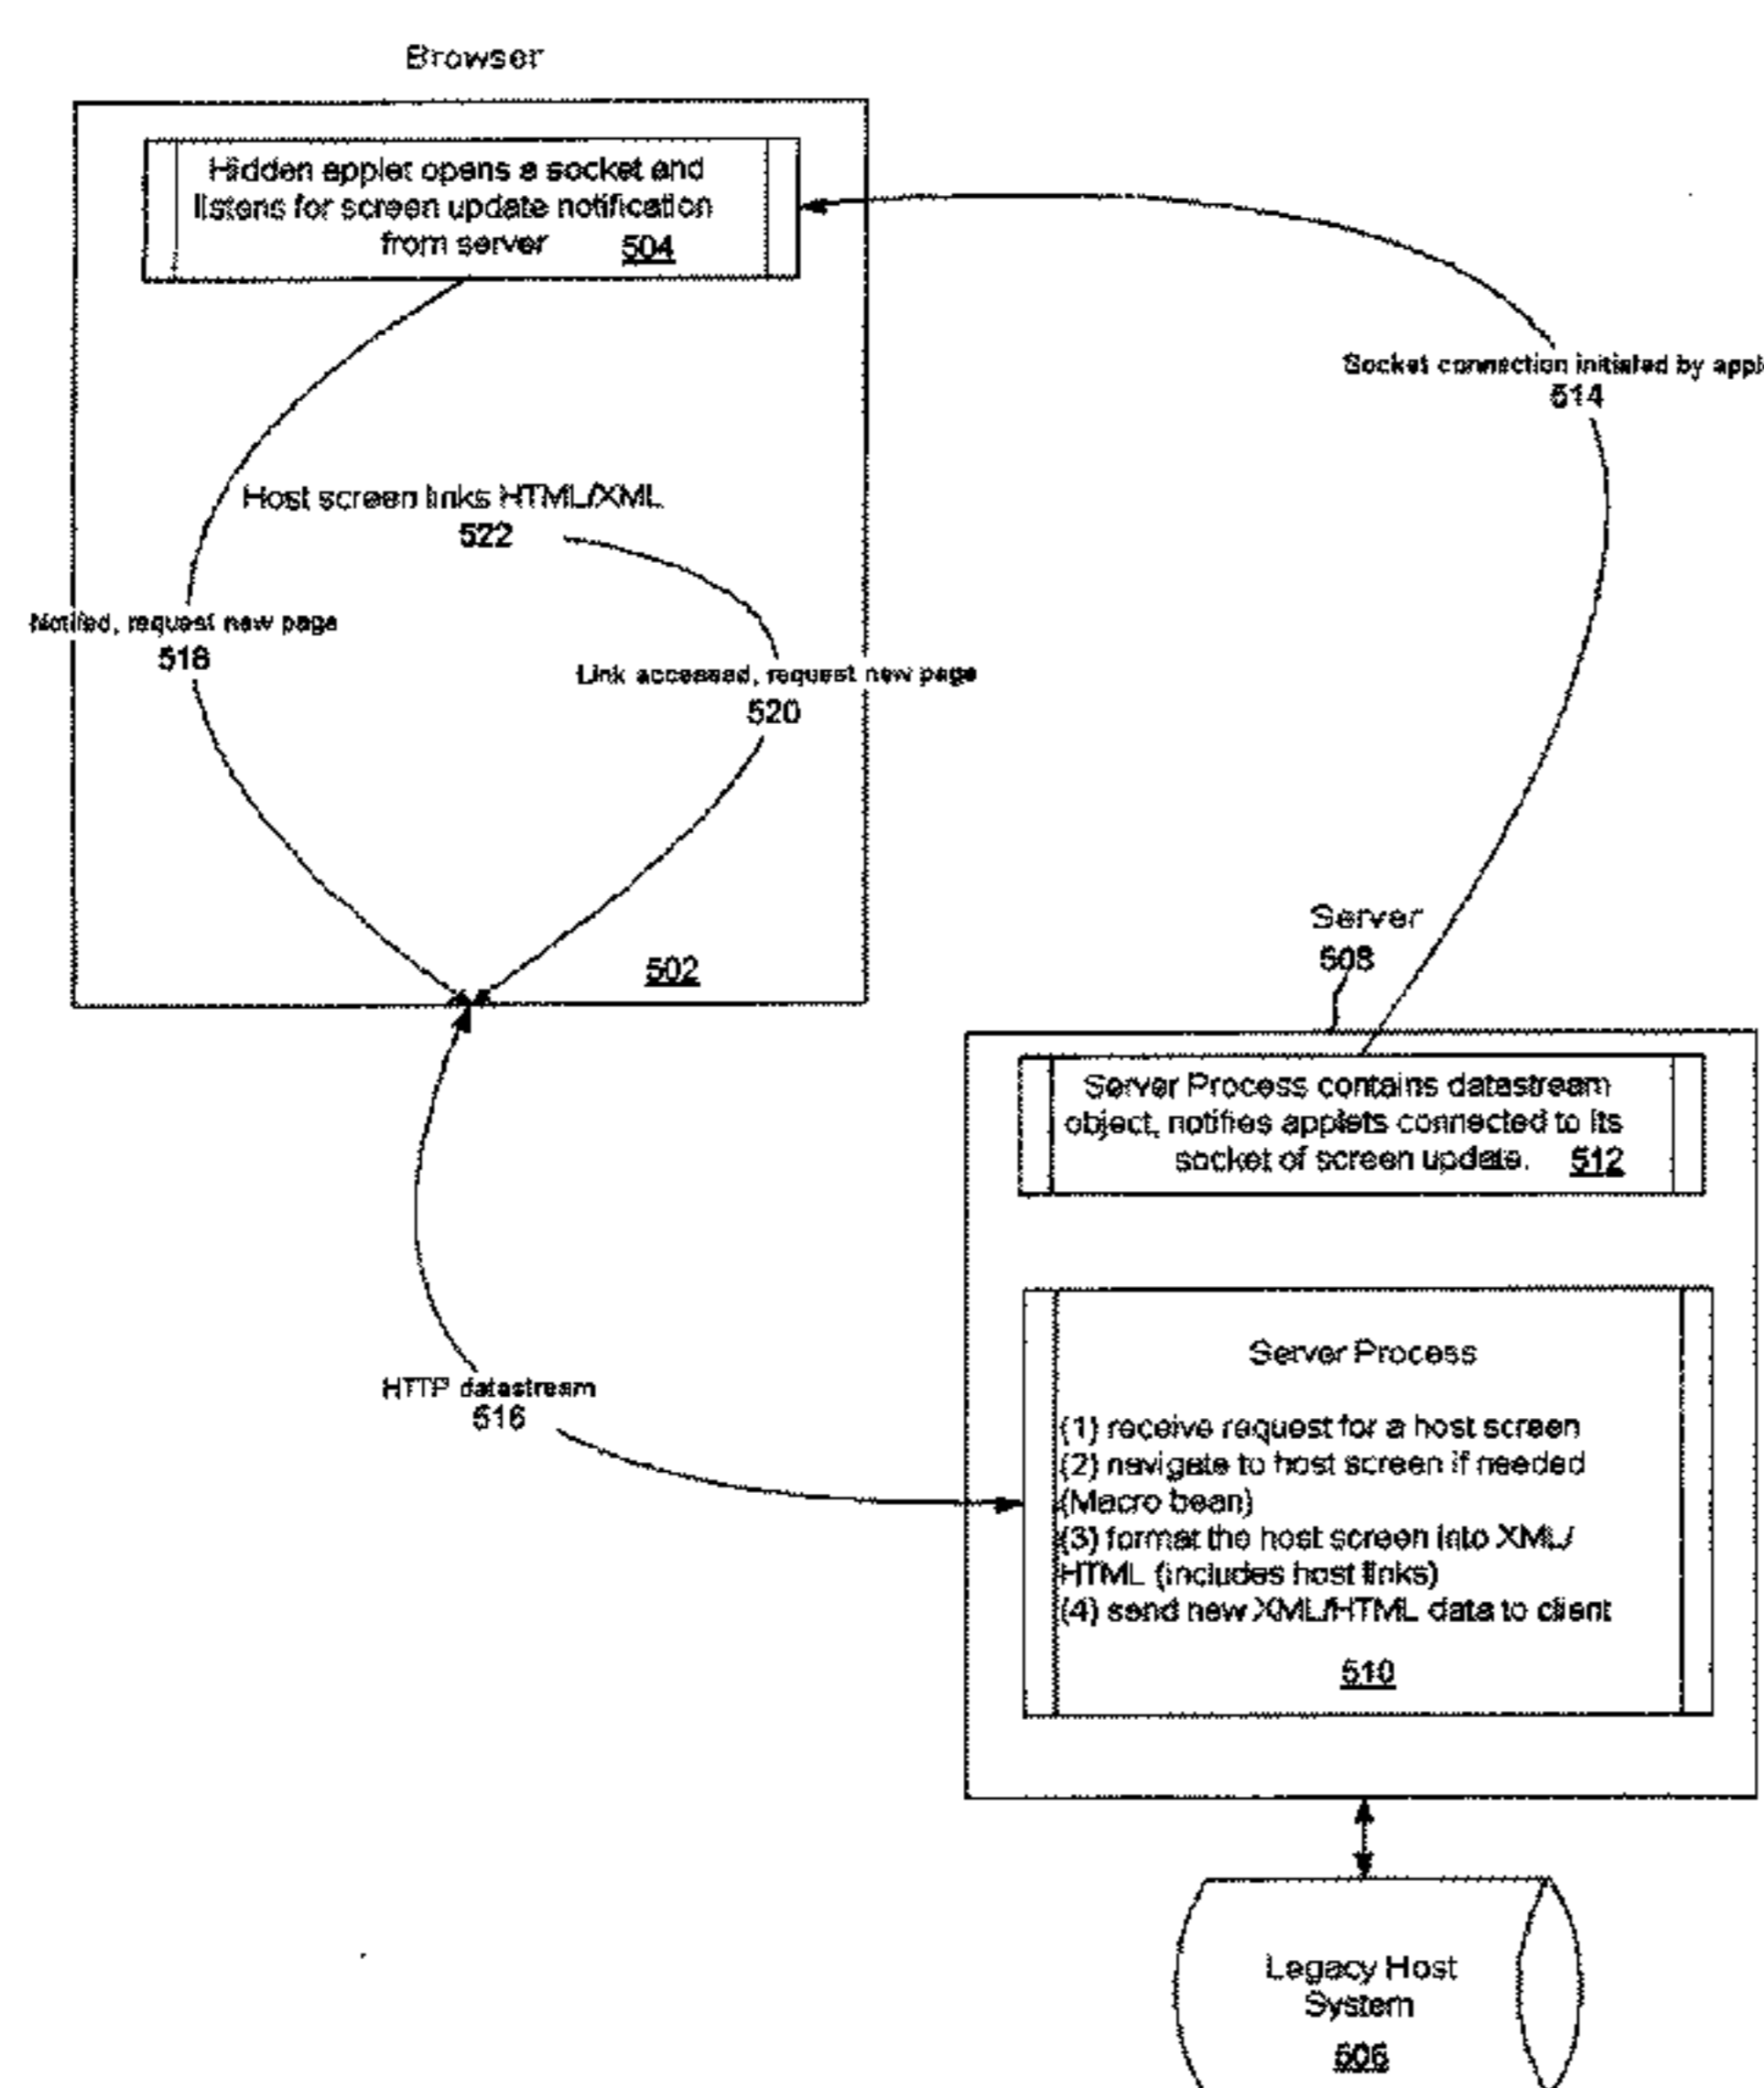 Browser
Hidden applet opens a socket and
listens for screen update notification
from server 504
Socket connection initiated by apple
514
Host screen links HTML/XML
522
Notified, request new page
518
Link accessed, request new page
520
502
Server
508
Server Process contains datastream
object, notifies applets connected to its
socket of screen update. 512
HTTP datastream
516
Server Process
(1) receive request for a host screen
(2) navigate to host screen if needed
(Macro bean)
(3) format the host screen into XML/
HTML (includes host links)
(4) send new XML/HTML data to client
510
Legacy Host
System
506